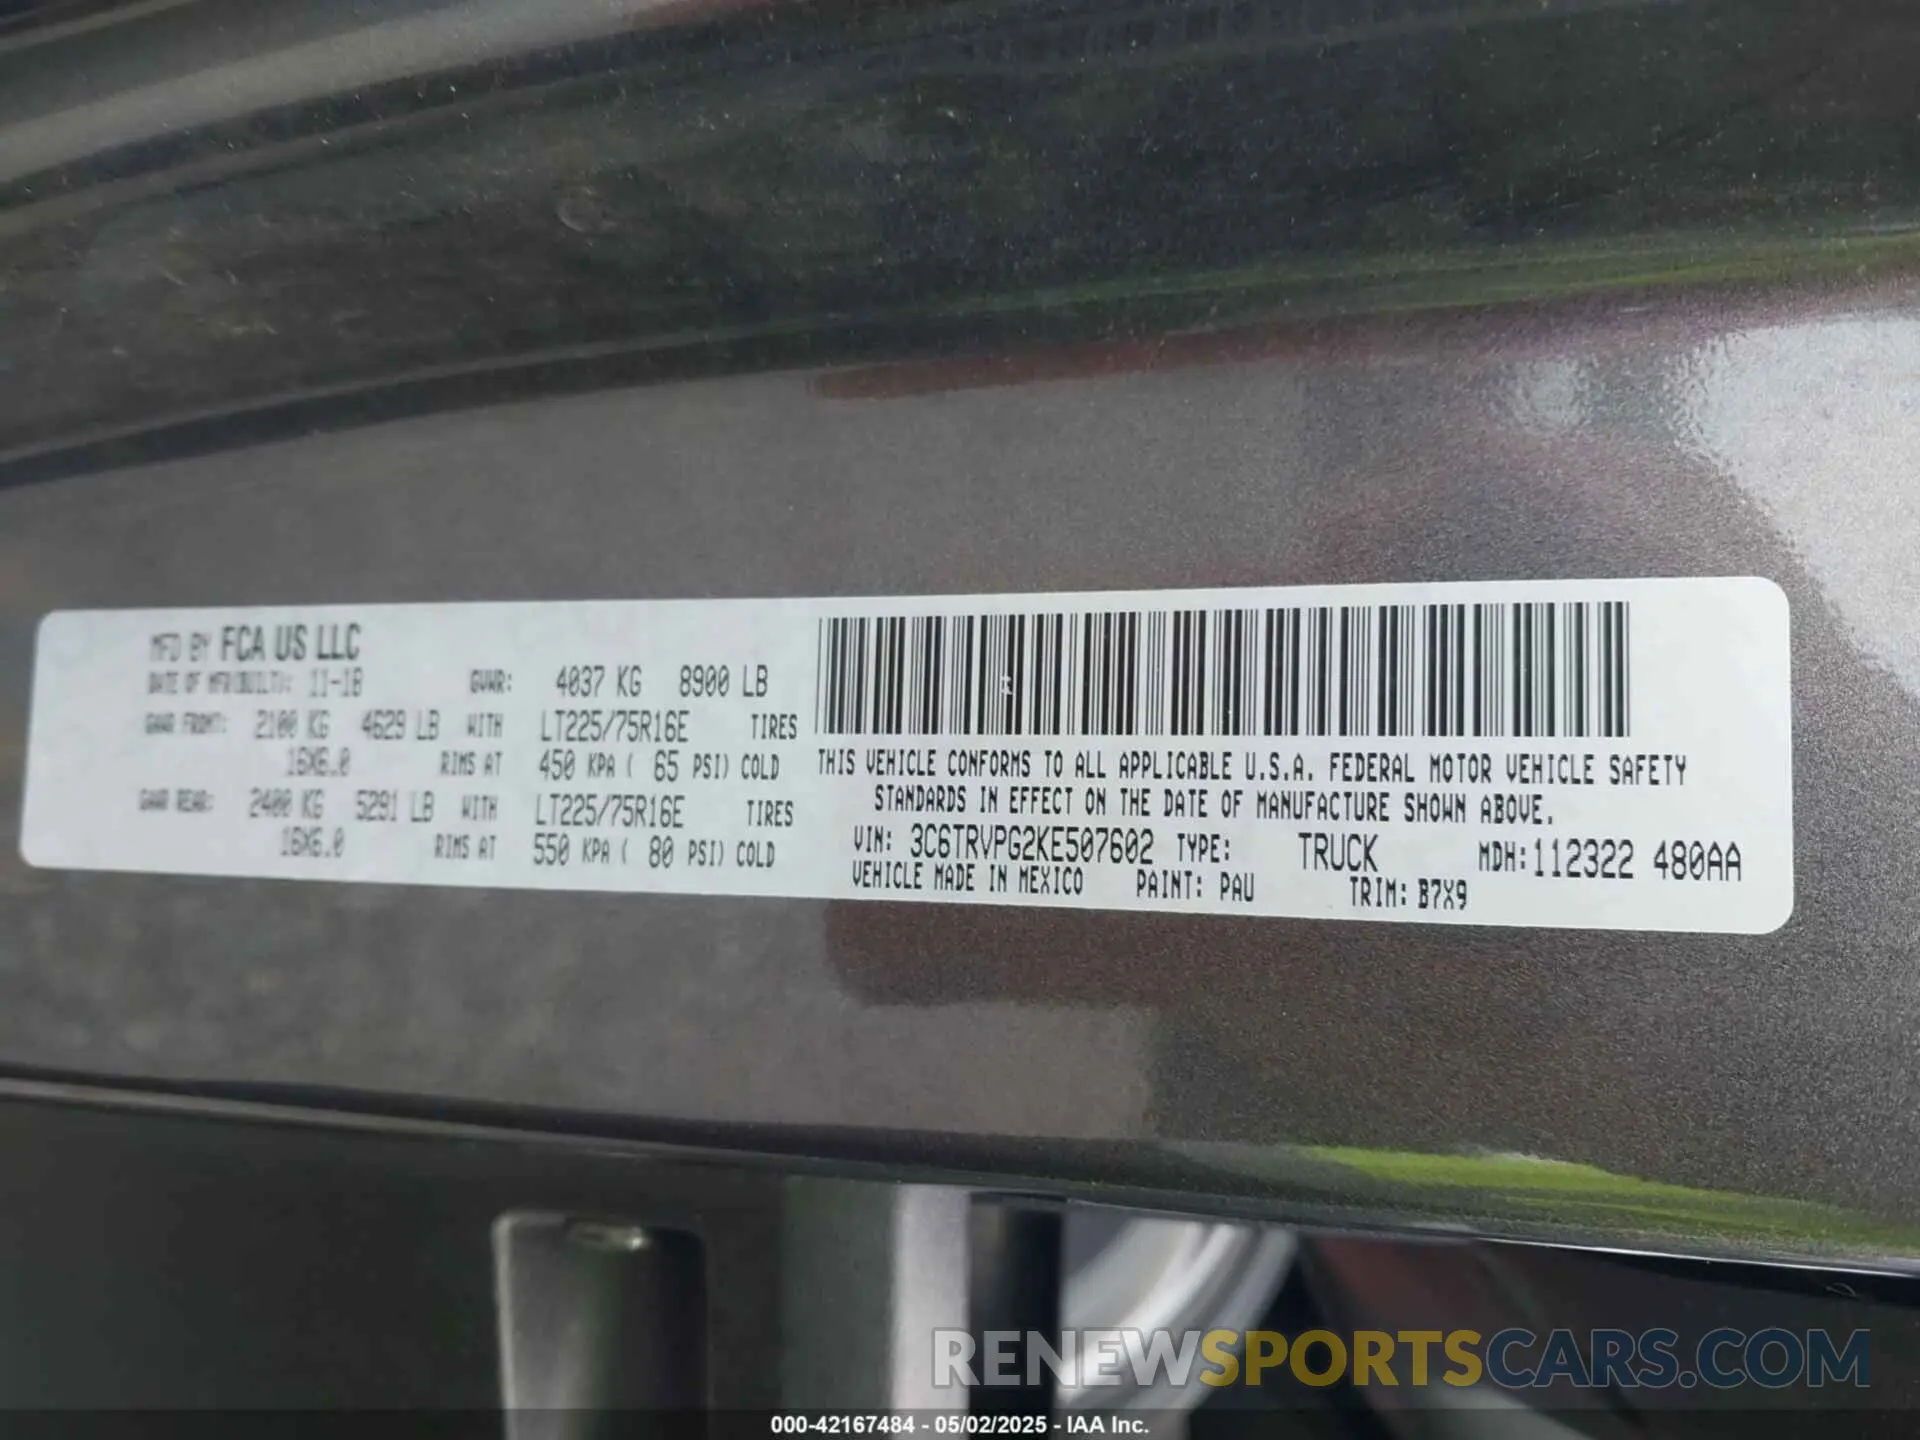 MFD BY FCA US LLC
DATE OF MFR(BUILT): 11-18 GVWR: 4037 KG 8900 LB
GAWR FRONT: 2100 KG 4629 LB WITH LT225/75R16E TIRES
16X6.0 RIMS AT 450 KPA ( 65 PSI) COLD
GAWR REAR: 2400 KG 5291 LB WITH LT225/75R16E TIRES
16X6.0 RIMS AT 550 KPA ( 80 PSI) COLD
THIS VEHICLE CONFORMS TO ALL APPLICABLE U.S.A. FEDERAL MOTOR VEHICLE SAFETY
STANDARDS IN EFFECT ON THE DATE OF MANUFACTURE SHOWN ABOVE.
VIN: 3C6TRVPG2KE507602 TYPE: TRUCK MDH:112322 480AA
VEHICLE MADE IN MEXICO PAINT: PAU TRIM: B7X9
RENEWSPORTSCARS.COM
000-42167484 - 05/02/2025 - IAA Inc.